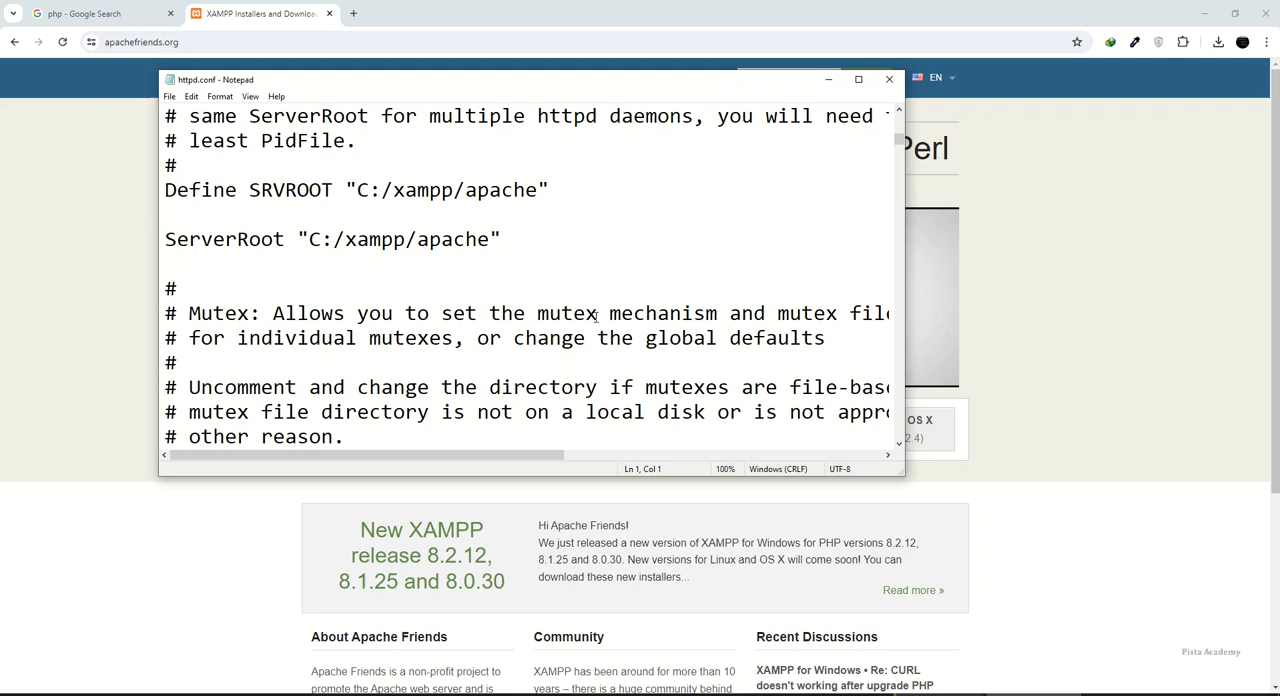 php - Google Search
XAMPP Installers and Downloa
apachefriends.org
EN
httpd.conf - Notepad
File Edit Format View Help
# same ServerRoot for multiple httpd daemons, you will need
# least PidFile.
#
Define SRVROOT "C:/xampp/apache"
ServerRoot "C:/xampp/apache"
#
# Mutex: Allows you to set the mutex mechanism and mutex file
# for individual mutexes, or change the global defaults
#
# Uncomment and change the directory if mutexes are file-base
# mutex file directory is not on a local disk or is not appro
# other reason.
Ln 1, Col 1 100% Windows (CRLF) UTF-8
Perl
OS X
2.4)
New XAMPP
release 8.2.12,
8.1.25 and 8.0.30
Hi Apache Friends!
We just released a new version of XAMPP for Windows for PHP versions 8.2.12,
8.1.25 and 8.0.30. New versions for Linux and OS X will come soon! You can
download these new installers...
Read more »
About Apache Friends
Apache Friends is a non-profit project to
promote the Apache web server and is
Community
XAMPP has been around for more than 10
years – there is a huge community behind
Recent Discussions
XAMPP for Windows • Re: CURL
doesn't working after upgrade PHP
Pista Academy